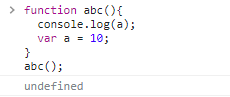 > function abc(){
    console.log(a);
    var a = 10;
  }
  abc();
  undefined